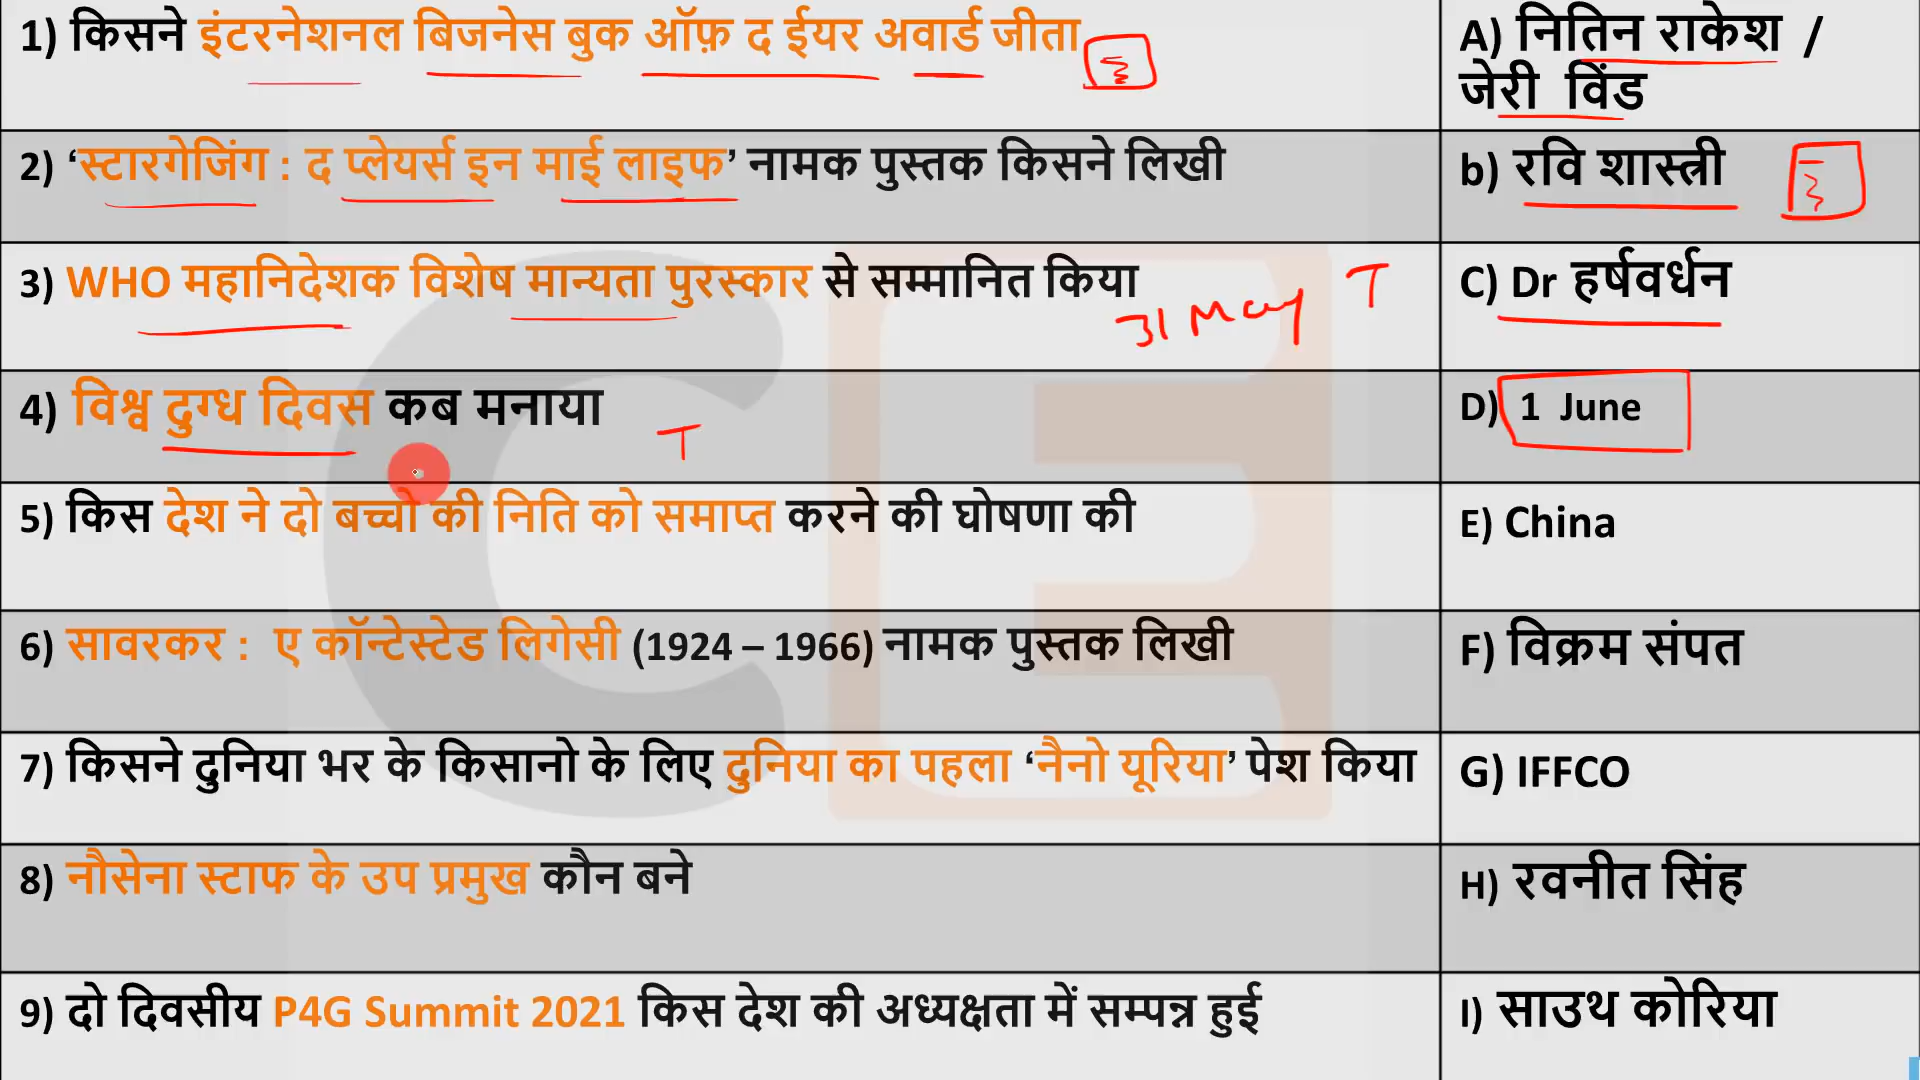 1) किसने इंटरनेशनल बिजनेस बुक ऑफ़ द ईयर अवार्ड जीता
A) नितिन राकेश /
जेरी विंड
2) ‘स्टारगेजिंग : द प्लेयर्स इन माई लाइफ’ नामक पुस्तक किसने लिखी
b) रवि शास्त्री
3) WHO महानिदेशक विशेष मान्यता पुरस्कार से सम्मानित किया
31 May T
C) Dr हर्षवर्धन
4) विश्व दुग्ध दिवस कब मनाया
T
D) 1 June
5) किस देश ने दो बच्चो की निति को समाप्त करने की घोषणा की
E) China
6) सावरकर : ए कॉन्टेस्टेड लिगेसी (1924 – 1966) नामक पुस्तक लिखी
F) विक्रम संपत
7) किसने दुनिया भर के किसानो के लिए दुनिया का पहला ‘नैनो यूरिया’ पेश किया
G) IFFCO
8) नौसेना स्टाफ के उप प्रमुख कौन बने
H) रवनीत सिंह
9) दो दिवसीय P4G Summit 2021 किस देश की अध्यक्षता में सम्पन्न हुई
I) साउथ कोरिया
CE